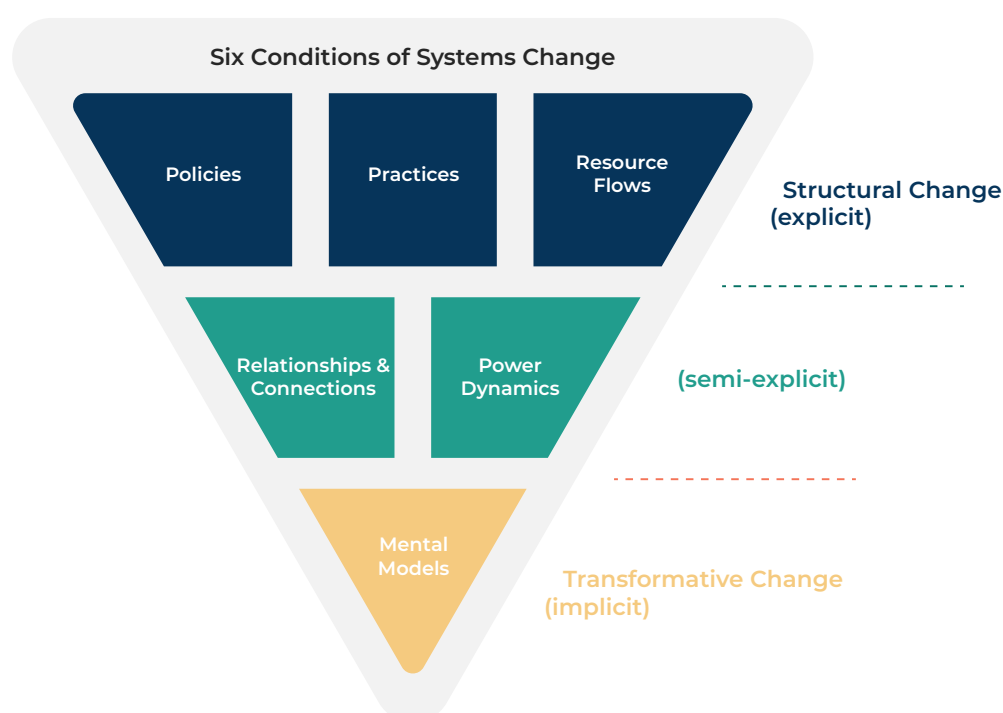 Six Conditions of Systems Change
Policies
Practices
Resource
Flows
Structural Change
(explicit)
Relationships &
Connections
Power
Dynamics
(semi-explicit)
Mental
Models
Transformative Change
(implicit)